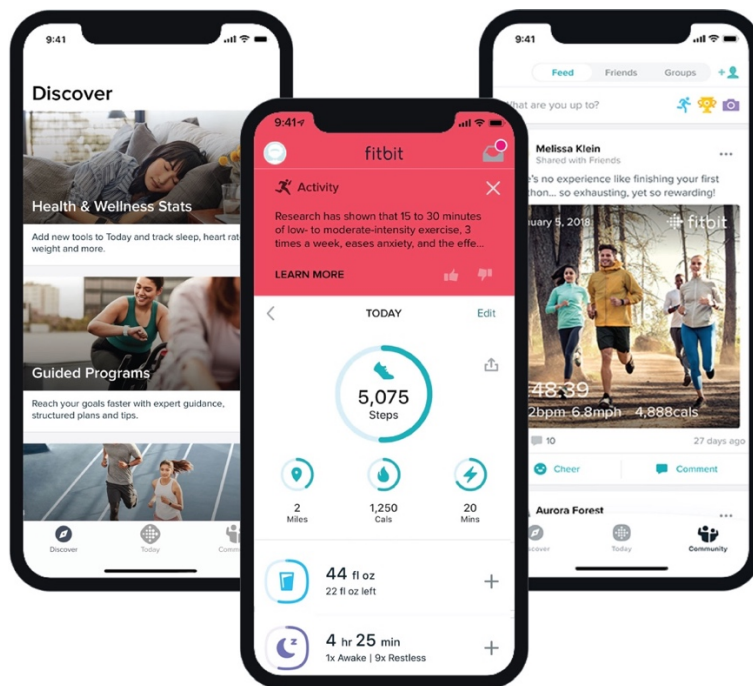 9:41
Discover
Health & Wellness Stats
Add new tools to Today and track sleep, heart rat
weight and more.
Guided Programs
Reach your goals faster with expert guidance,
structured plans and tips.
Discover
Today
Com
9:41
fitbit
Activity
Research has shown that 15 to 30 minutes
of low- to moderate-intensity exercise, 3
times a week, eases anxiety, and the effe...
LEARN MORE
TODAY
Edit
5,075
Steps
2
Miles
1,250
Cals
20
Mins
44 fl oz
22 fl oz left
4 hr 25 min
1x Awake | 9x Restless
9:41
Feed Friends Groups
hat are you up to?
Melissa Klein
Shared with Friends
e's no experience like finishing your first
thon... so exhausting, yet so rewarding!
uary 5, 2018
fitbit
48:39
2bpm 6.8mph 4,888cals
10
27 days ago
Cheer
Comment
Aurora Forest
cover
Today
Community